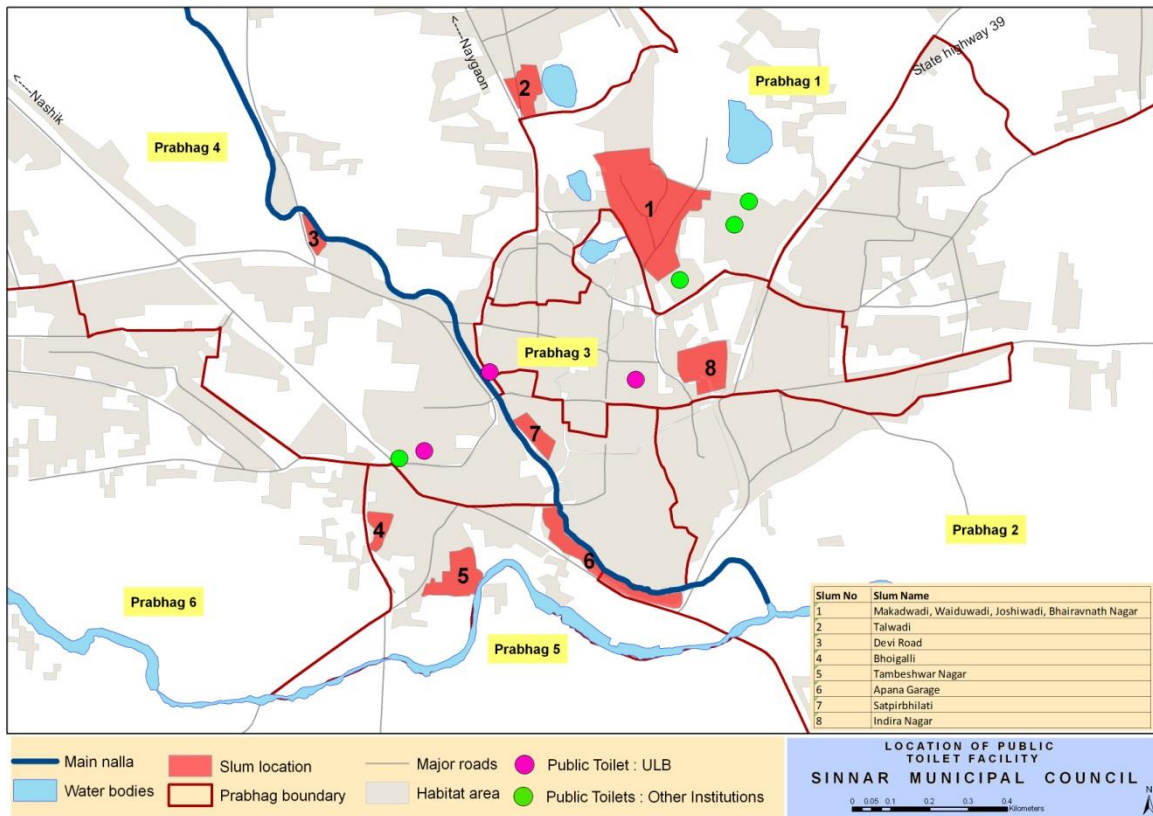 <-----Naygaon
State highway 39
Prabhag 1
2
<-----Nashik
Prabhag 4
1
3
Prabhag 3
8
7
4
Prabhag 2
6
5
Prabhag 6
Prabhag 5
Slum No Slum Name
1 Makadwadi, Waiduwadi, Joshiwadi, Bhairavnath Nagar
2 Talwadi
3 Devi Road
4 Bhoigalli
5 Tambeshwar Nagar
6 Apana Garage
7 Satpirbhilati
8 Indira Nagar
Main nalla
Slum location
Major roads
Public Toilet : ULB
Water bodies
Prabhag boundary
Habitat area
Public Toilets : Other Institutions
LOCATION OF PUBLIC
TOILET FACILITY
SINNAR MUNICIPAL COUNCIL
0 0.05 0.1 0.2 0.3 0.4
Kilometers
N